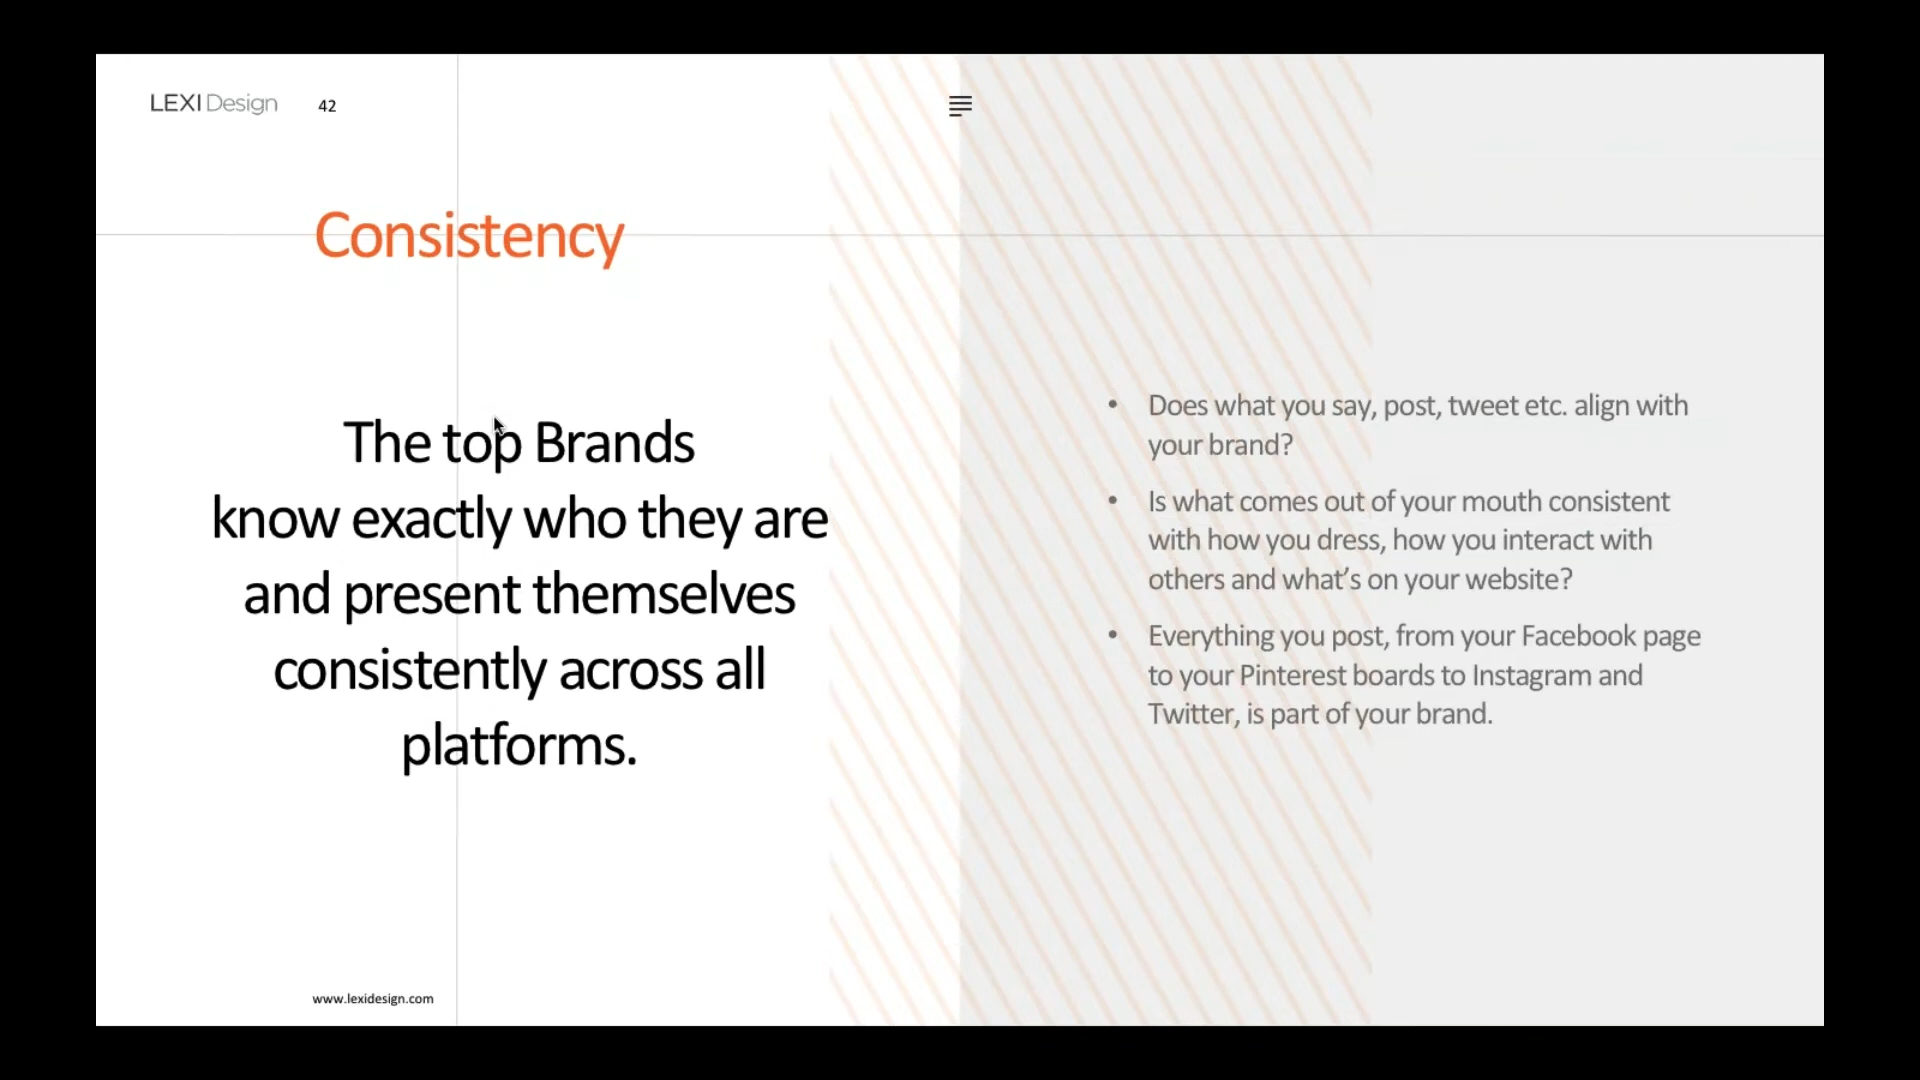 LEXI Design 42
Consistency
The top Brands
know exactly who they are
and present themselves
consistently across all
platforms.
• Does what you say, post, tweet etc. align with
your brand?
• Is what comes out of your mouth consistent
with how you dress, how you interact with
others and what’s on your website?
• Everything you post, from your Facebook page
to your Pinterest boards to Instagram and
Twitter, is part of your brand.
www.lexidesign.com